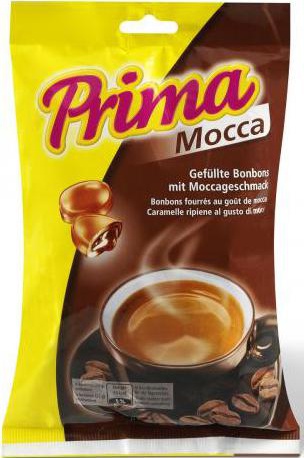 Prima
Mocca
Gefüllte Bonbons
mit Moccageschmack
Bonbons fourrés au goût de mocca
Caramelle ripiene al gusto di